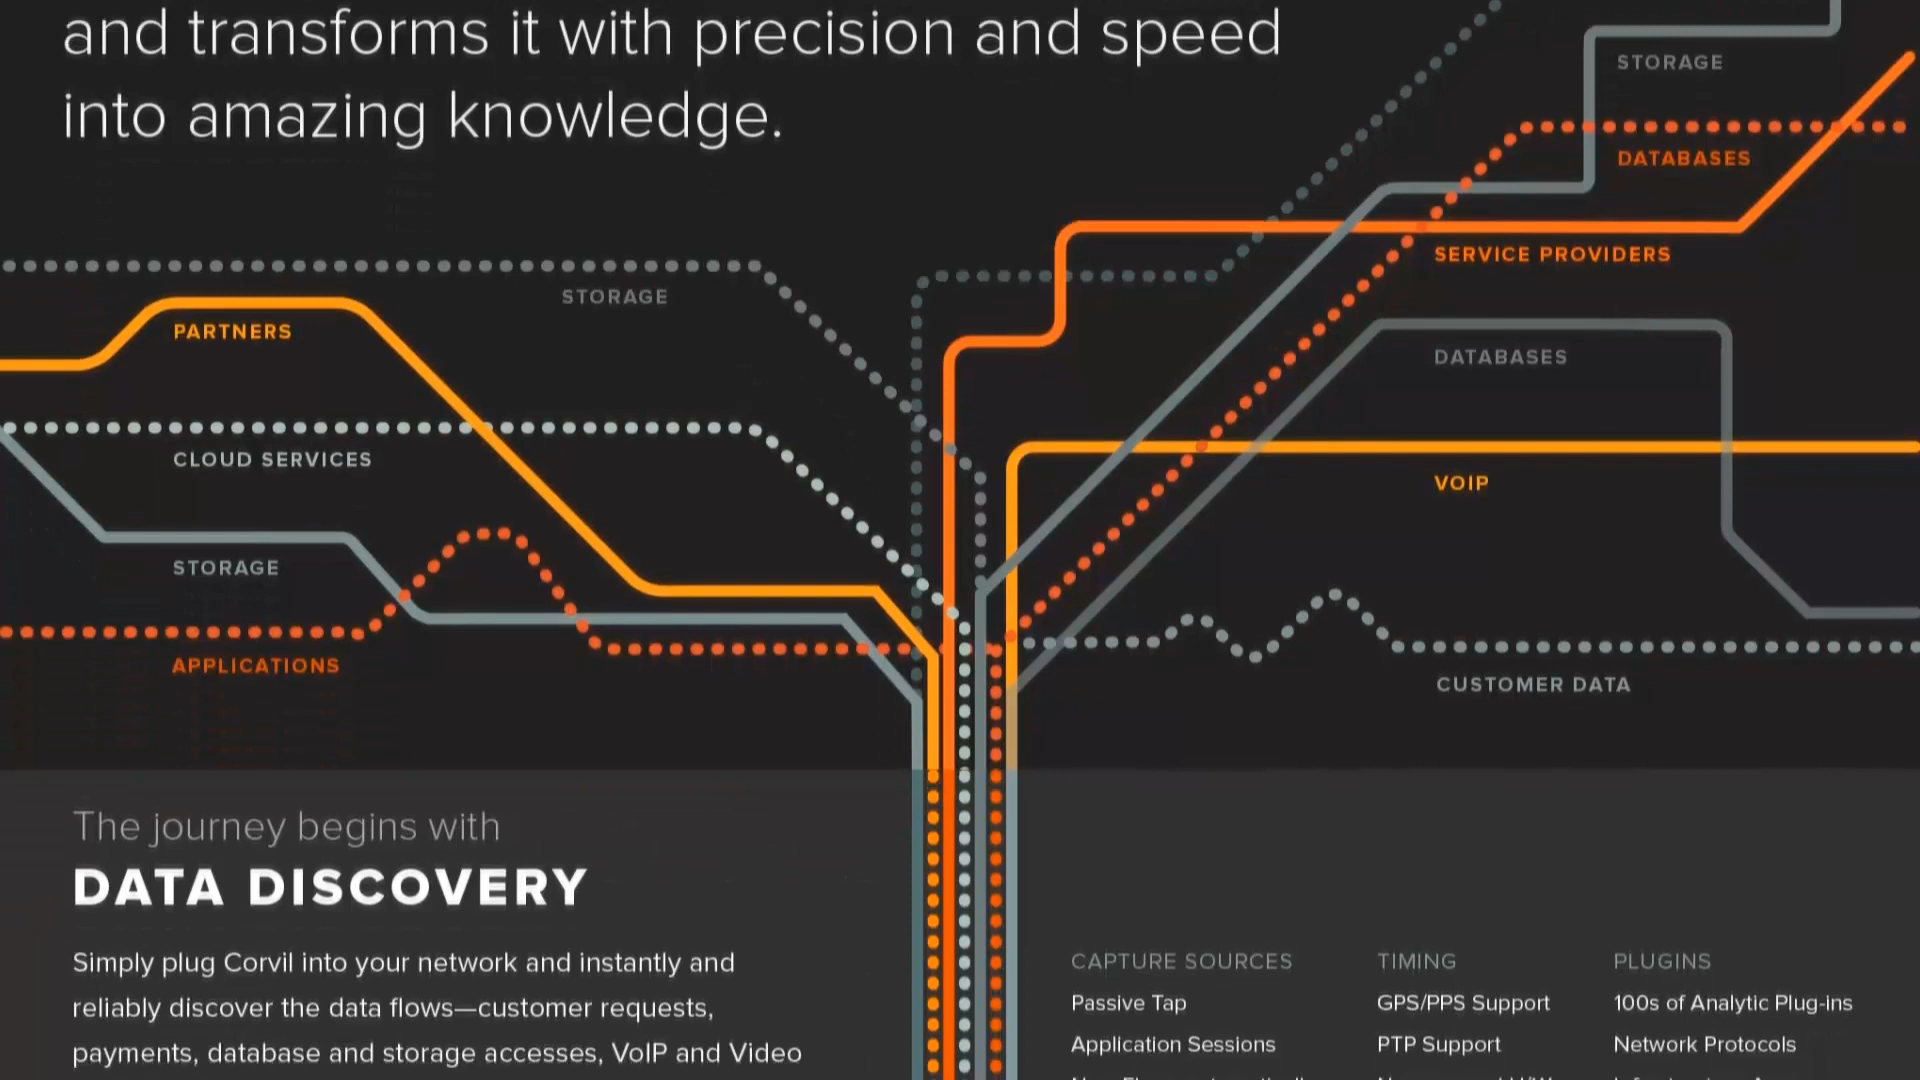 and transforms it with precision and speed
into amazing knowledge.
STORAGE
DATABASES
SERVICE PROVIDERS
STORAGE
PARTNERS
DATABASES
CLOUD SERVICES
VOIP
STORAGE
APPLICATIONS
CUSTOMER DATA
The journey begins with
DATA DISCOVERY
Simply plug Corvil into your network and instantly and
reliably discover the data flows—customer requests,
payments, database and storage accesses, VoIP and Video
CAPTURE SOURCES
Passive Tap
Application Sessions
TIMING
GPS/PPS Support
PTP Support
PLUGINS
100s of Analytic Plug-ins
Network Protocols